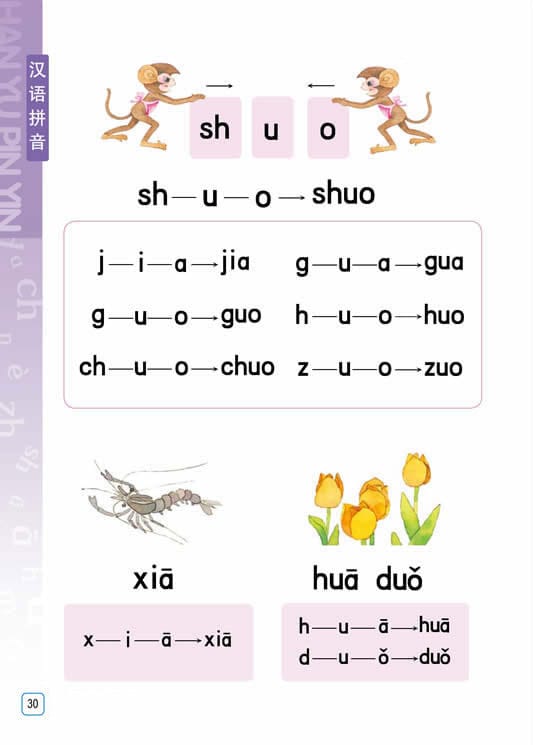 HAN YU PIN YIN
汉语拼音
sh u o
sh—u—o→shuo
j—i—a→jia g—u—a→gua
g—u—o→guo h—u—o→huo
ch—u—o→chuo z—u—o→zuo
xiā huā duǒ
x—i—ā→xiā
h—u—ā→huā
d—u—ǒ→duǒ
30